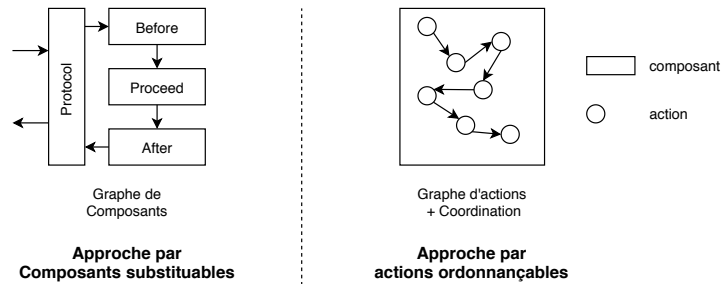 Protocol
Before
Proceed
After
Graphe de
Composants
Approche par
Composants substituables
Graphe d'actions
+ Coordination
Approche par
actions ordonnançables
composant
action